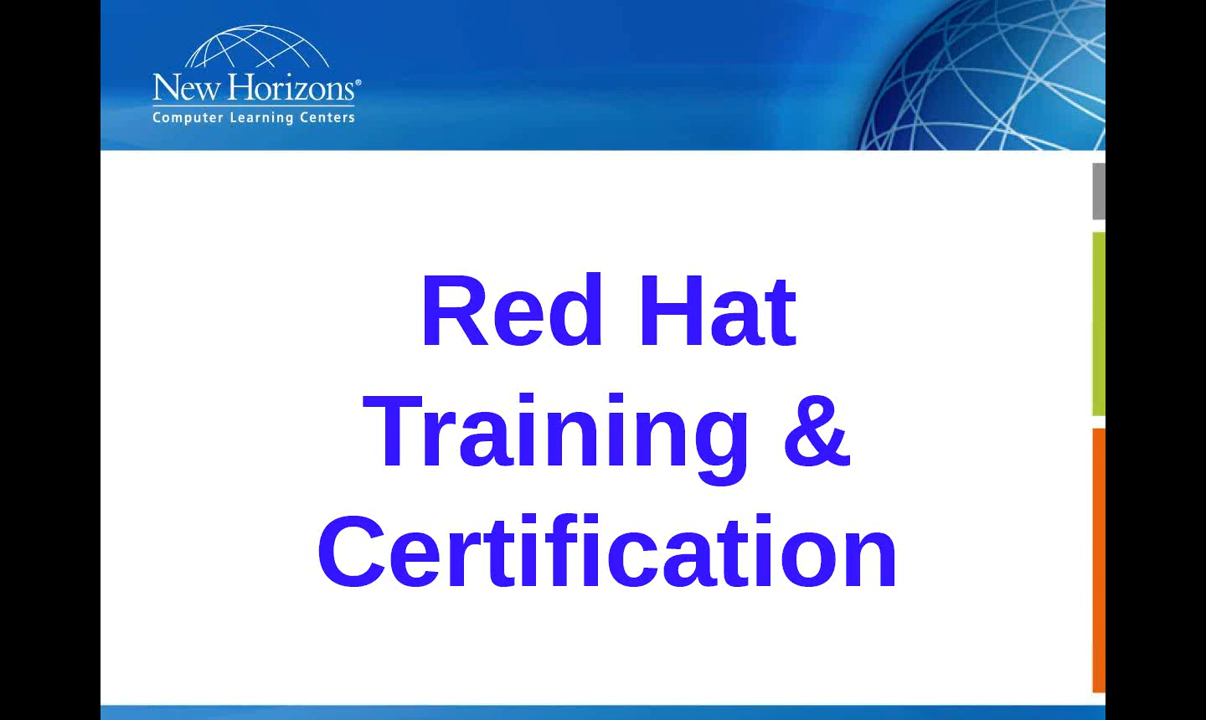 New Horizons®
Computer Learning Centers
Red Hat
Training &
Certification